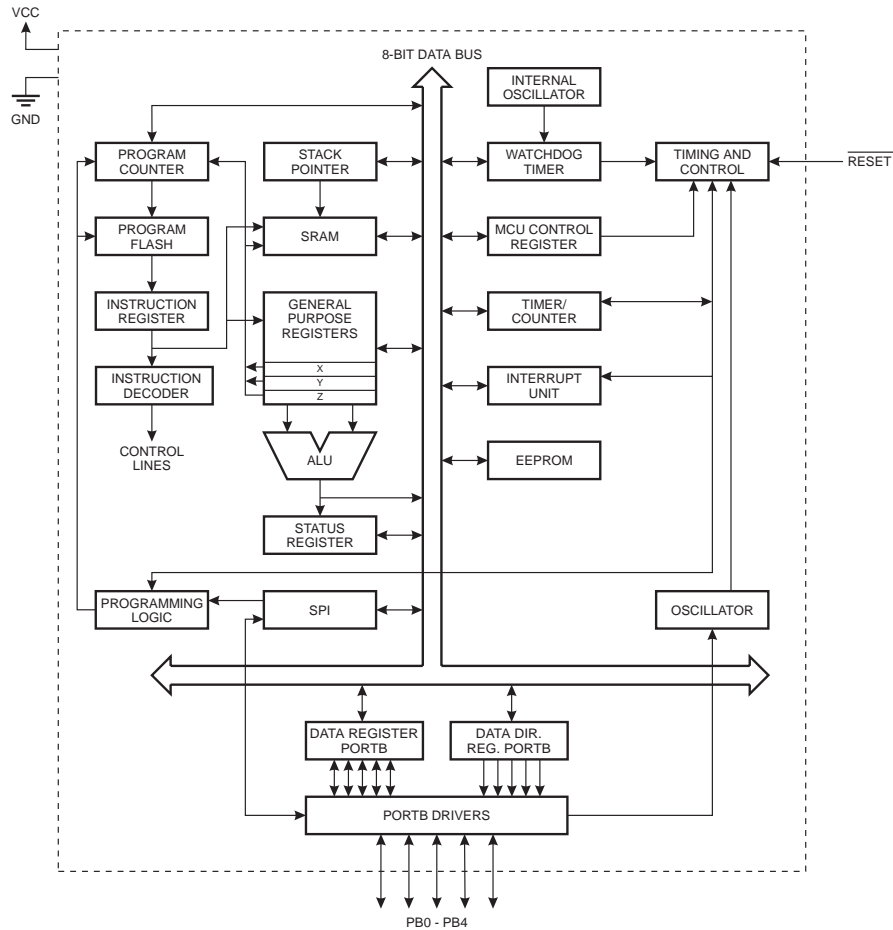 VCC
GND
8-BIT DATA BUS
INTERNAL
OSCILLATOR
PROGRAM
COUNTER
STACK
POINTER
WATCHDOG
TIMER
TIMING AND
CONTROL
RESET
PROGRAM
FLASH
SRAM
MCU CONTROL
REGISTER
INSTRUCTION
REGISTER
GENERAL
PURPOSE
REGISTERS
X
Y
Z
TIMER/
COUNTER
INSTRUCTION
DECODER
INTERRUPT
UNIT
CONTROL
LINES
ALU
EEPROM
STATUS
REGISTER
PROGRAMMING
LOGIC
SPI
OSCILLATOR
DATA REGISTER
PORTB
DATA DIR.
REG. PORTB
PORTB DRIVERS
PB0 - PB4